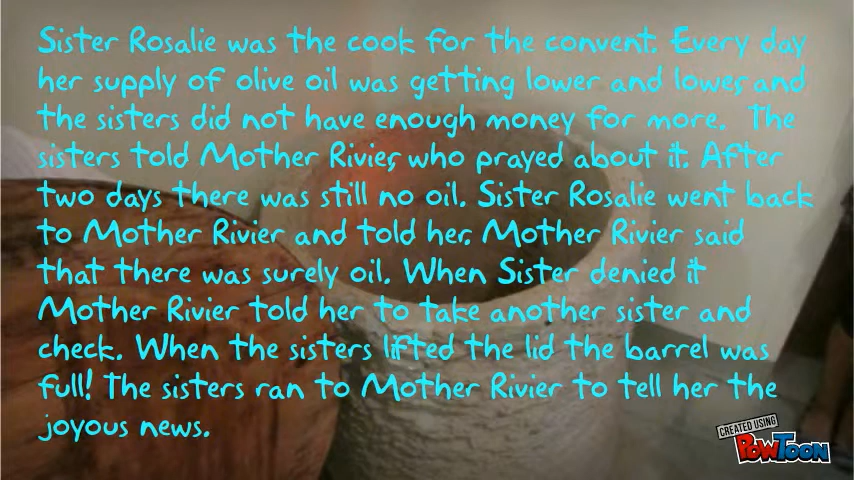 Sister Rosalie was the cook for the convent. Every day
her supply of olive oil was getting lower and lower, and
the sisters did not have enough money for more. The
sisters told Mother Rivier, who prayed about it. After
two days there was still no oil. Sister Rosalie went back
to Mother Rivier and told her. Mother Rivier said
that there was surely oil. When Sister denied it
Mother Rivier told her to take another sister and
check. When the sisters lifted the lid the barrel was
full! The sisters ran to Mother Rivier to tell her the
joyous news.
CREATED USING
POWTOON